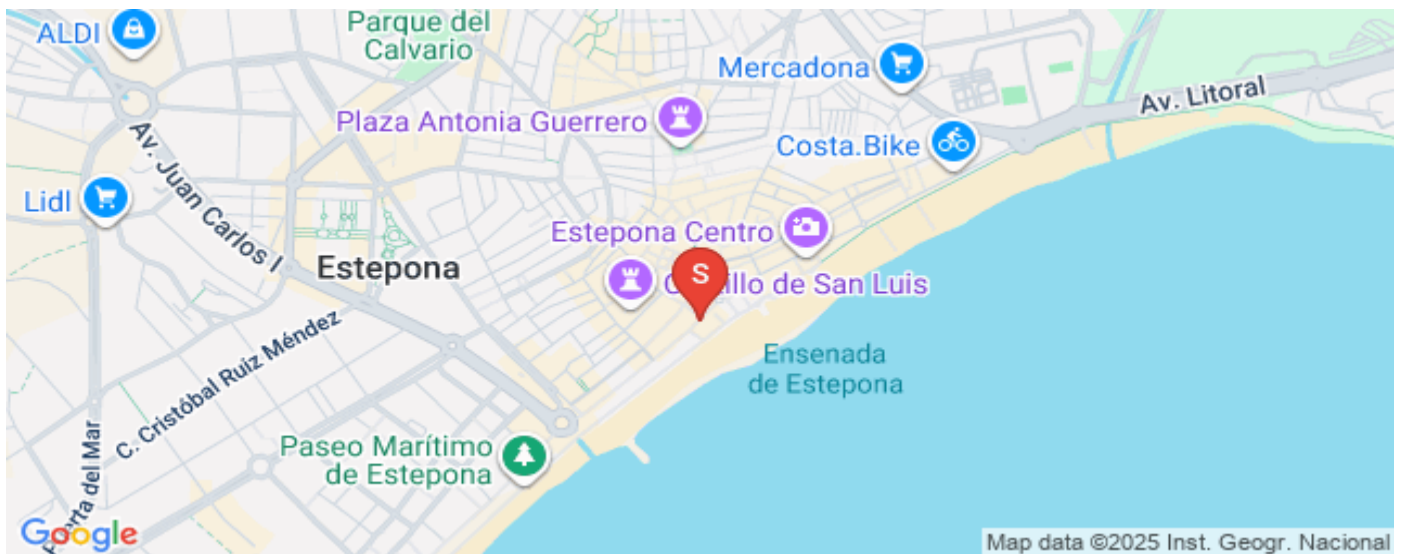 ALDI
Parque del
Calvario
Mercadona
Av. Litoral
Plaza Antonia Guerrero
Costa.Bike
Av. Juan Carlos I
Lidl
Estepona Centro
Estepona
S
illo de San Luis
C. Cristóbal Ruiz Méndez
Ensenada
de Estepona
Paseo Marítimo
de Estepona
del Mar
Google
Map data ©2025 Inst. Geogr. Nacional